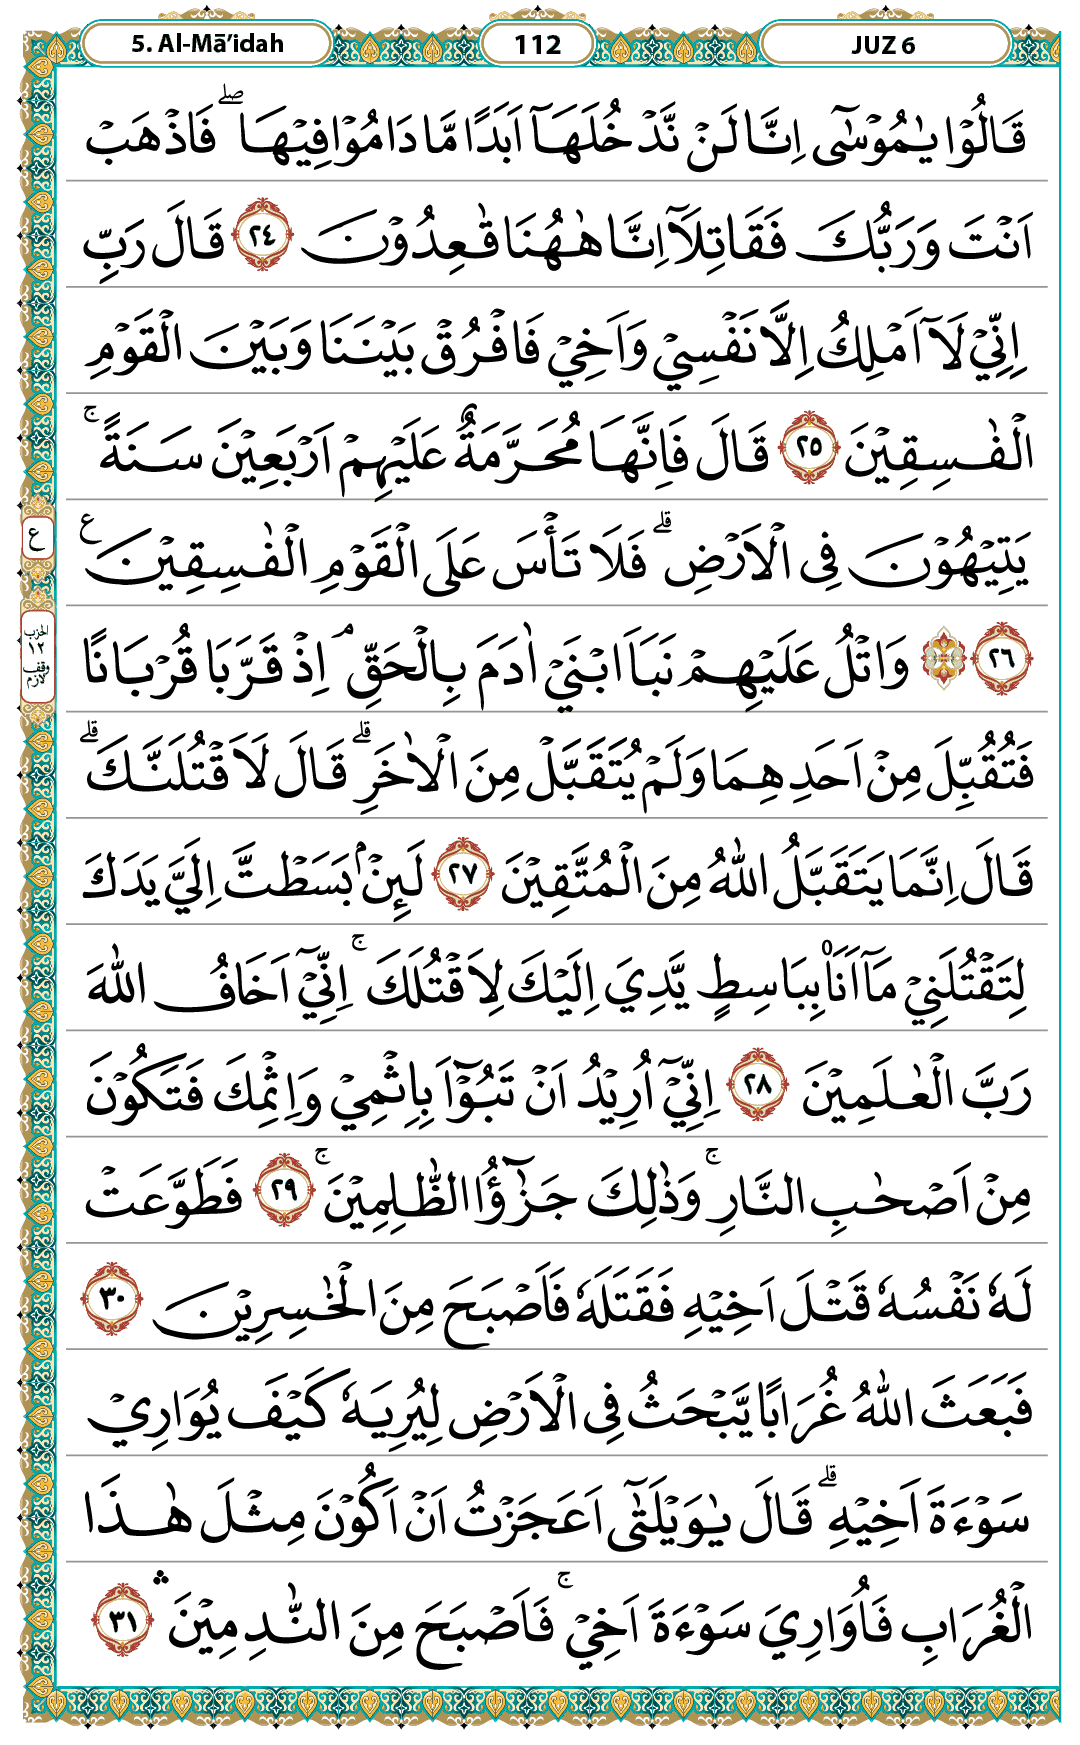 5. Al-Mā’idah
112
JUZ 6
قَالُوْا يٰمُوْسٰٓى اِنَّا لَنْ نَّدْخُلَهَآ اَبَدًا مَّا دَامُوْا فِيْهَا ۖ فَاذْهَبْ
اَنْتَ وَرَبُّكَ فَقَاتِلَآ اِنَّا هٰهُنَا قٰعِدُوْنَ ٢٤ قَالَ رَبِّ
اِنِّيْ لَآ اَمْلِكُ اِلَّا نَفْسِيْ وَاَخِيْ فَافْرُقْ بَيْنَنَا وَبَيْنَ الْقَوْمِ
الْفٰسِقِيْنَ ٢٥ قَالَ فَاِنَّهَا مُحَرَّمَةٌ عَلَيْهِمْ اَرْبَعِيْنَ سَنَةً ۚ
يَتِيْهُوْنَ فِى الْاَرْضِ ۗ فَلَا تَأْسَ عَلَى الْقَوْمِ الْفٰسِقِيْنَ ࣖ
٢٦ ۞ وَاتْلُ عَلَيْهِمْ نَبَاَ ابْنَيْ اٰدَمَ بِالْحَقِّۘ اِذْ قَرَّبَا قُرْبَانًا
فَتُقُبِّلَ مِنْ اَحَدِهِمَا وَلَمْ يُتَقَبَّلْ مِنَ الْاٰخَرِ ۗ قَالَ لَاَقْتُلَنَّكَ ۗ
قَالَ اِنَّمَا يَتَقَبَّلُ اللّٰهُ مِنَ الْمُتَّقِيْنَ ٢٧ لَىِٕنْۢ بَسَطْتَّ اِلَيَّ يَدَكَ
لِتَقْتُلَنِيْ مَآ اَنَا۠ بِبَاسِطٍ يَّدِيَ اِلَيْكَ لِاَقْتُلَكَ ۚ اِنِّيْٓ اَخَافُ اللّٰهَ
رَبَّ الْعٰلَمِيْنَ ٢٨ اِنِّيْٓ اُرِيْدُ اَنْ تَبُوْۤاَ بِاِثْمِيْ وَاِثْمِكَ فَتَكُوْنَ
مِنْ اَصْحٰبِ النَّارِ ۚ وَذٰلِكَ جَزٰۤؤُا الظّٰلِمِيْنَ ۚ ٢٩ فَطَوَّعَتْ
لَهٗ نَفْسُهٗ قَتْلَ اَخِيْهِ فَقَتَلَهٗ فَاَصْبَحَ مِنَ الْخٰسِرِيْنَ ٣٠
فَبَعَثَ اللّٰهُ غُرَابًا يَّبْحَثُ فِى الْاَرْضِ لِيُرِيَهٗ كَيْفَ يُوَارِيْ
سَوْءَةَ اَخِيْهِ ۗ قَالَ يٰوَيْلَتٰٓى اَعَجَزْتُ اَنْ اَكُوْنَ مِثْلَ هٰذَا
الْغُرَابِ فَاُوَارِيَ سَوْءَةَ اَخِيْ ۚ فَاَصْبَحَ مِنَ النّٰدِمِيْنَ ۛ ٣١
ع
الحزب
١٢
وقف
لازم